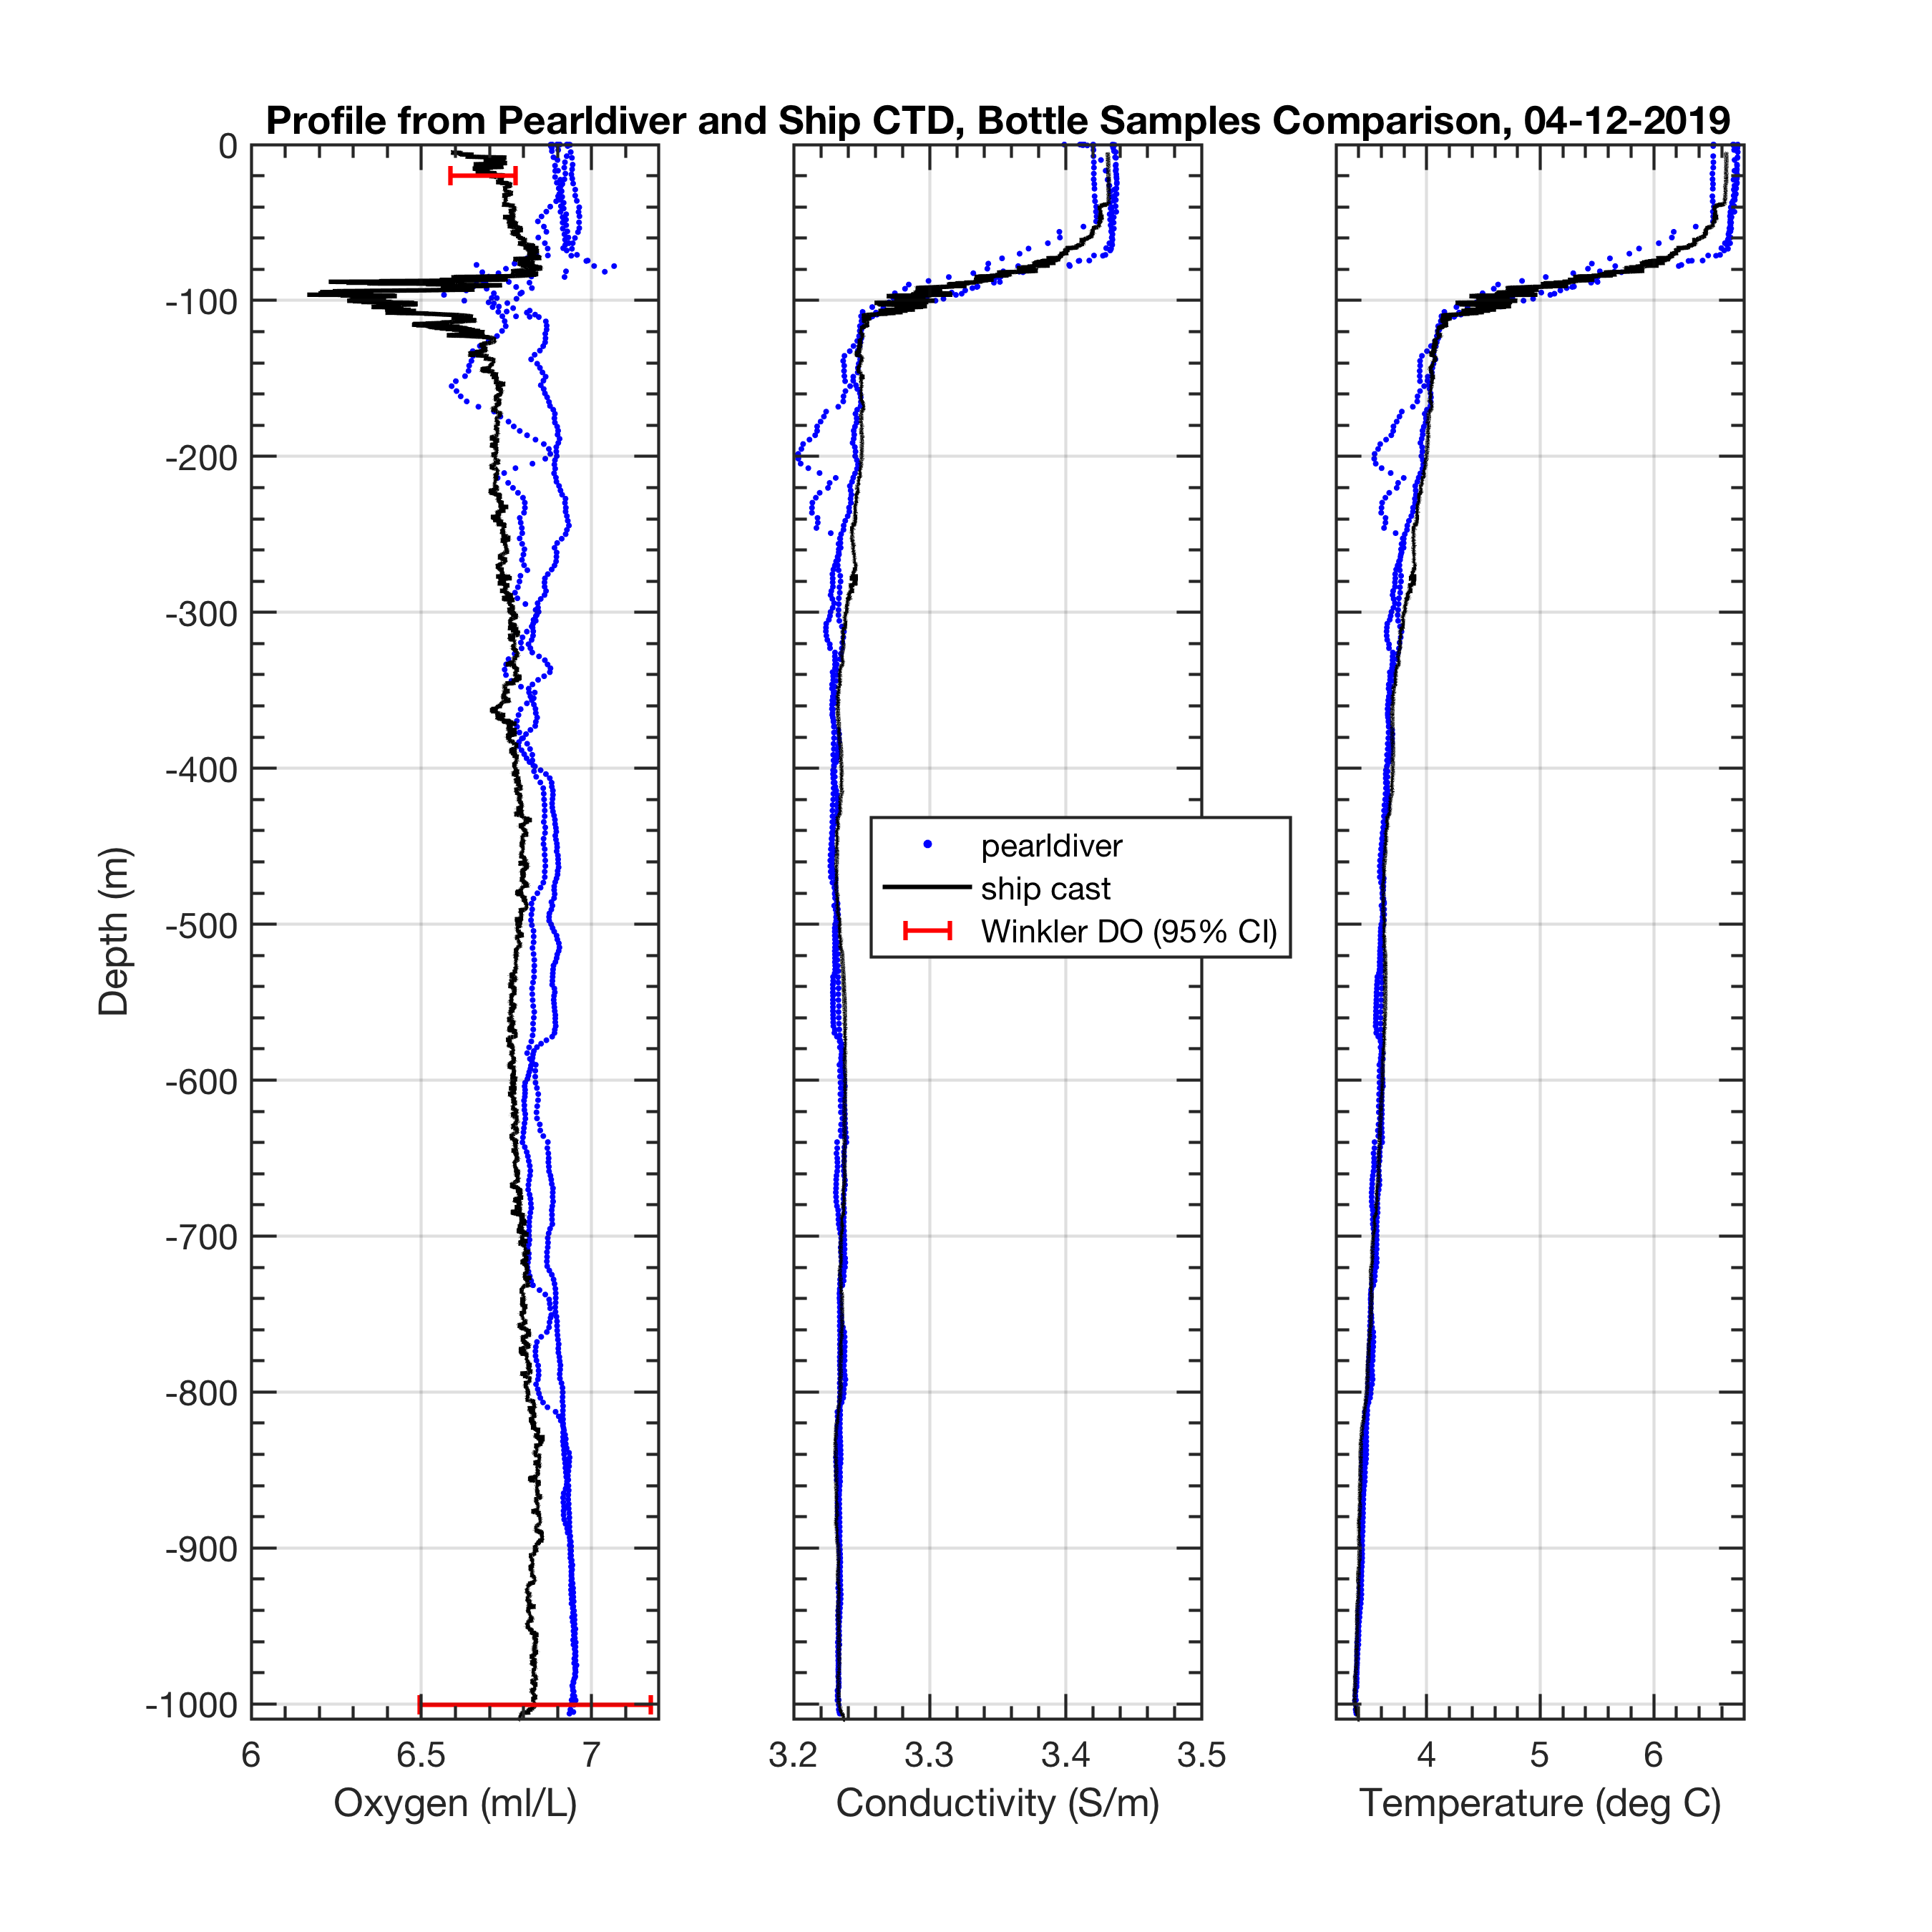 Profile from Pearldiver and Ship CTD, Bottle Samples Comparison, 04-12-2019
0
-100
-200
-300
-400
-500
-600
-700
-800
-900
-1000
Depth (m)
6 6.5 7
Oxygen (ml/L)
3.2 3.3 3.4 3.5
Conductivity (S/m)
pearldiver
ship cast
Winkler DO (95% CI)
4 5 6
Temperature (deg C)